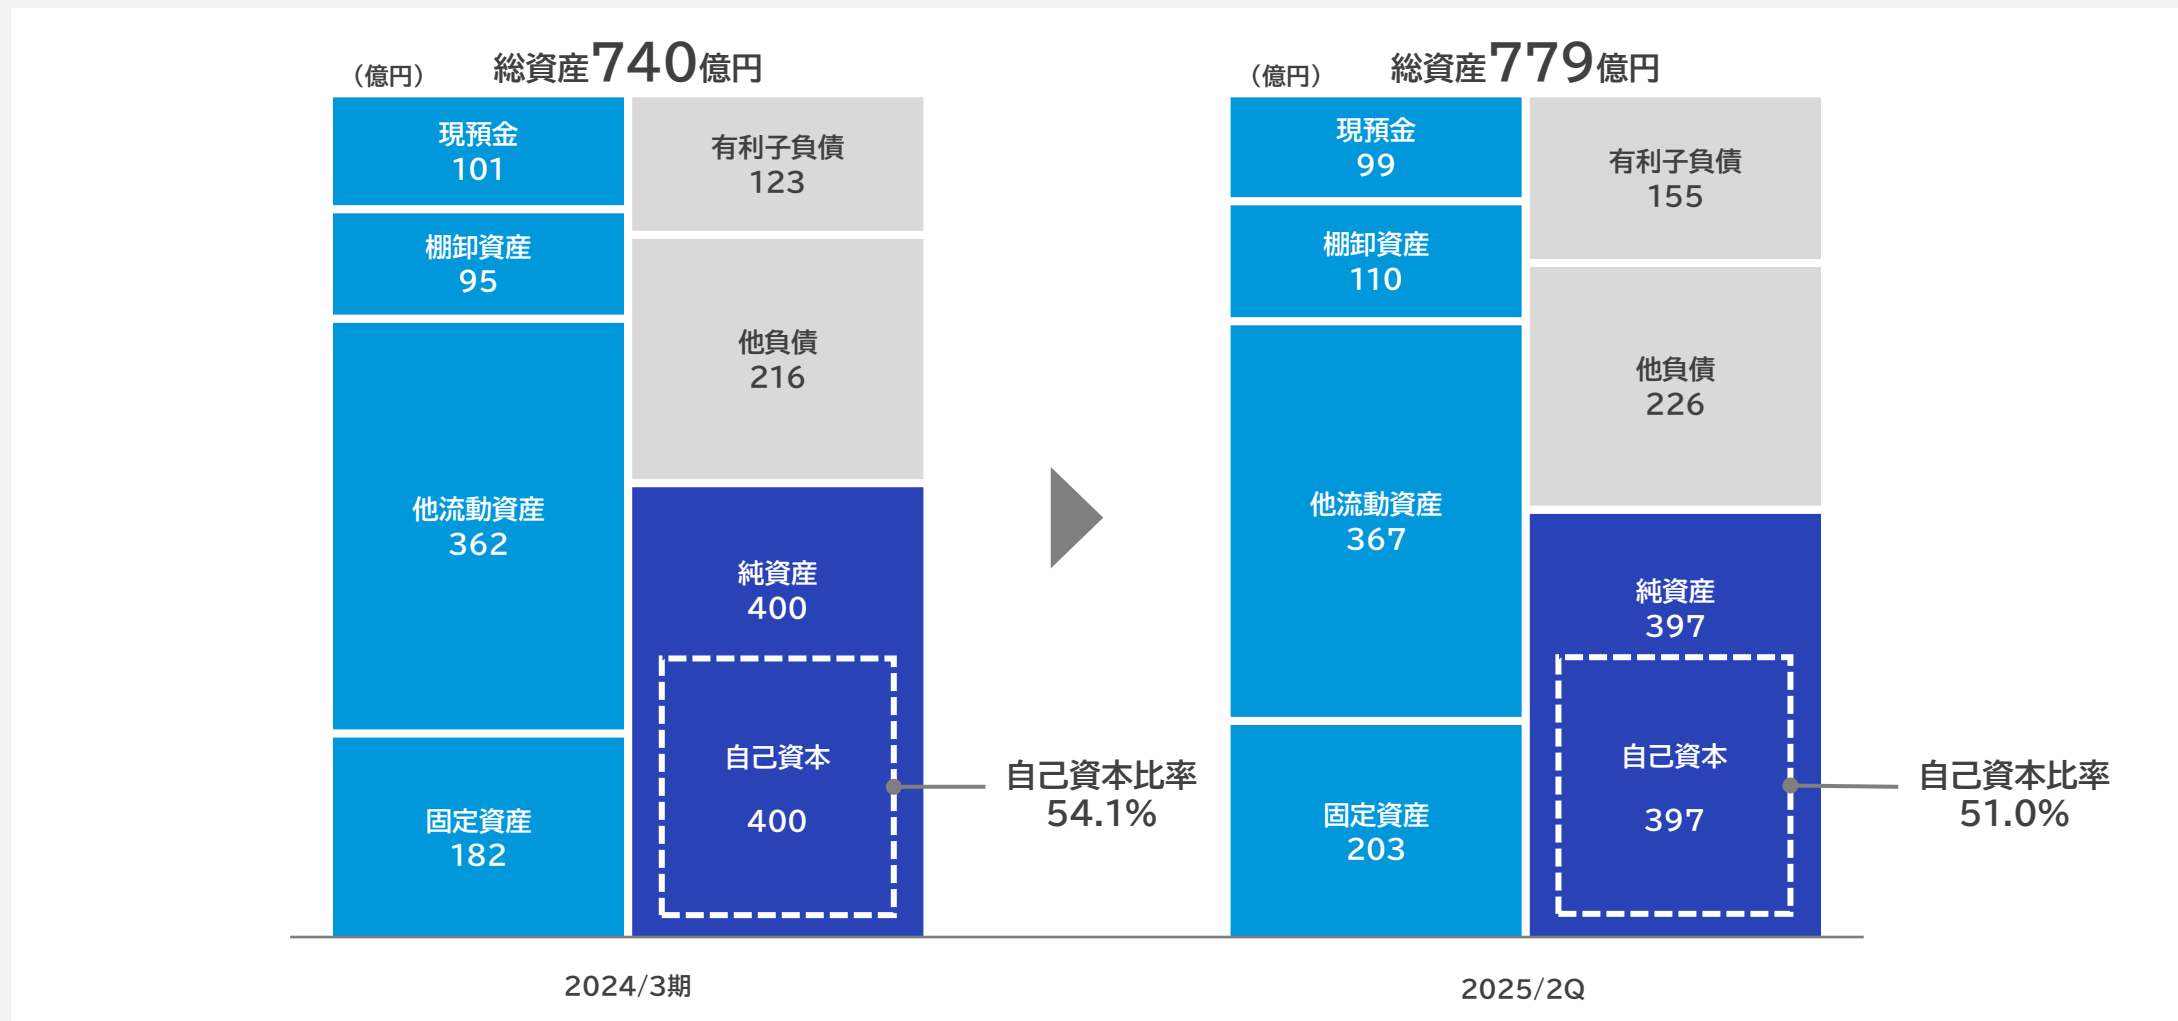 （億円）
総資産740億円
現預金
101
棚卸資産
95
他流動資産
362
固定資産
182
有利子負債
123
他負債
216
純資産
400
自己資本
400
自己資本比率
54.1%
2024/3期
（億円）
総資産779億円
現預金
99
棚卸資産
110
他流動資産
367
固定資産
203
有利子負債
155
他負債
226
純資産
397
自己資本
397
自己資本比率
51.0%
2025/2Q